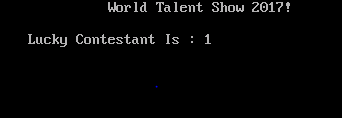 World Talent Show 2017!
Lucky Contestant Is : 1